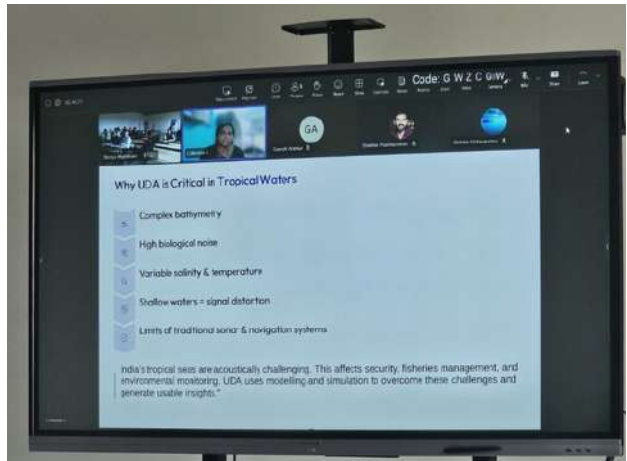 Code: G W Z C G W
GA
Why UDA is Critical in Tropical Waters
Complex bathymetry
High biological noise
Variable salinity & temperature
Shallow waters = signal distortion
Limits of traditional sonar & navigation systems
India's tropical seas are acoustically challenging. This affects security, fisheries management, and
environmental monitoring. UDA uses modelling and simulation to overcome these challenges and
generate usable insights."